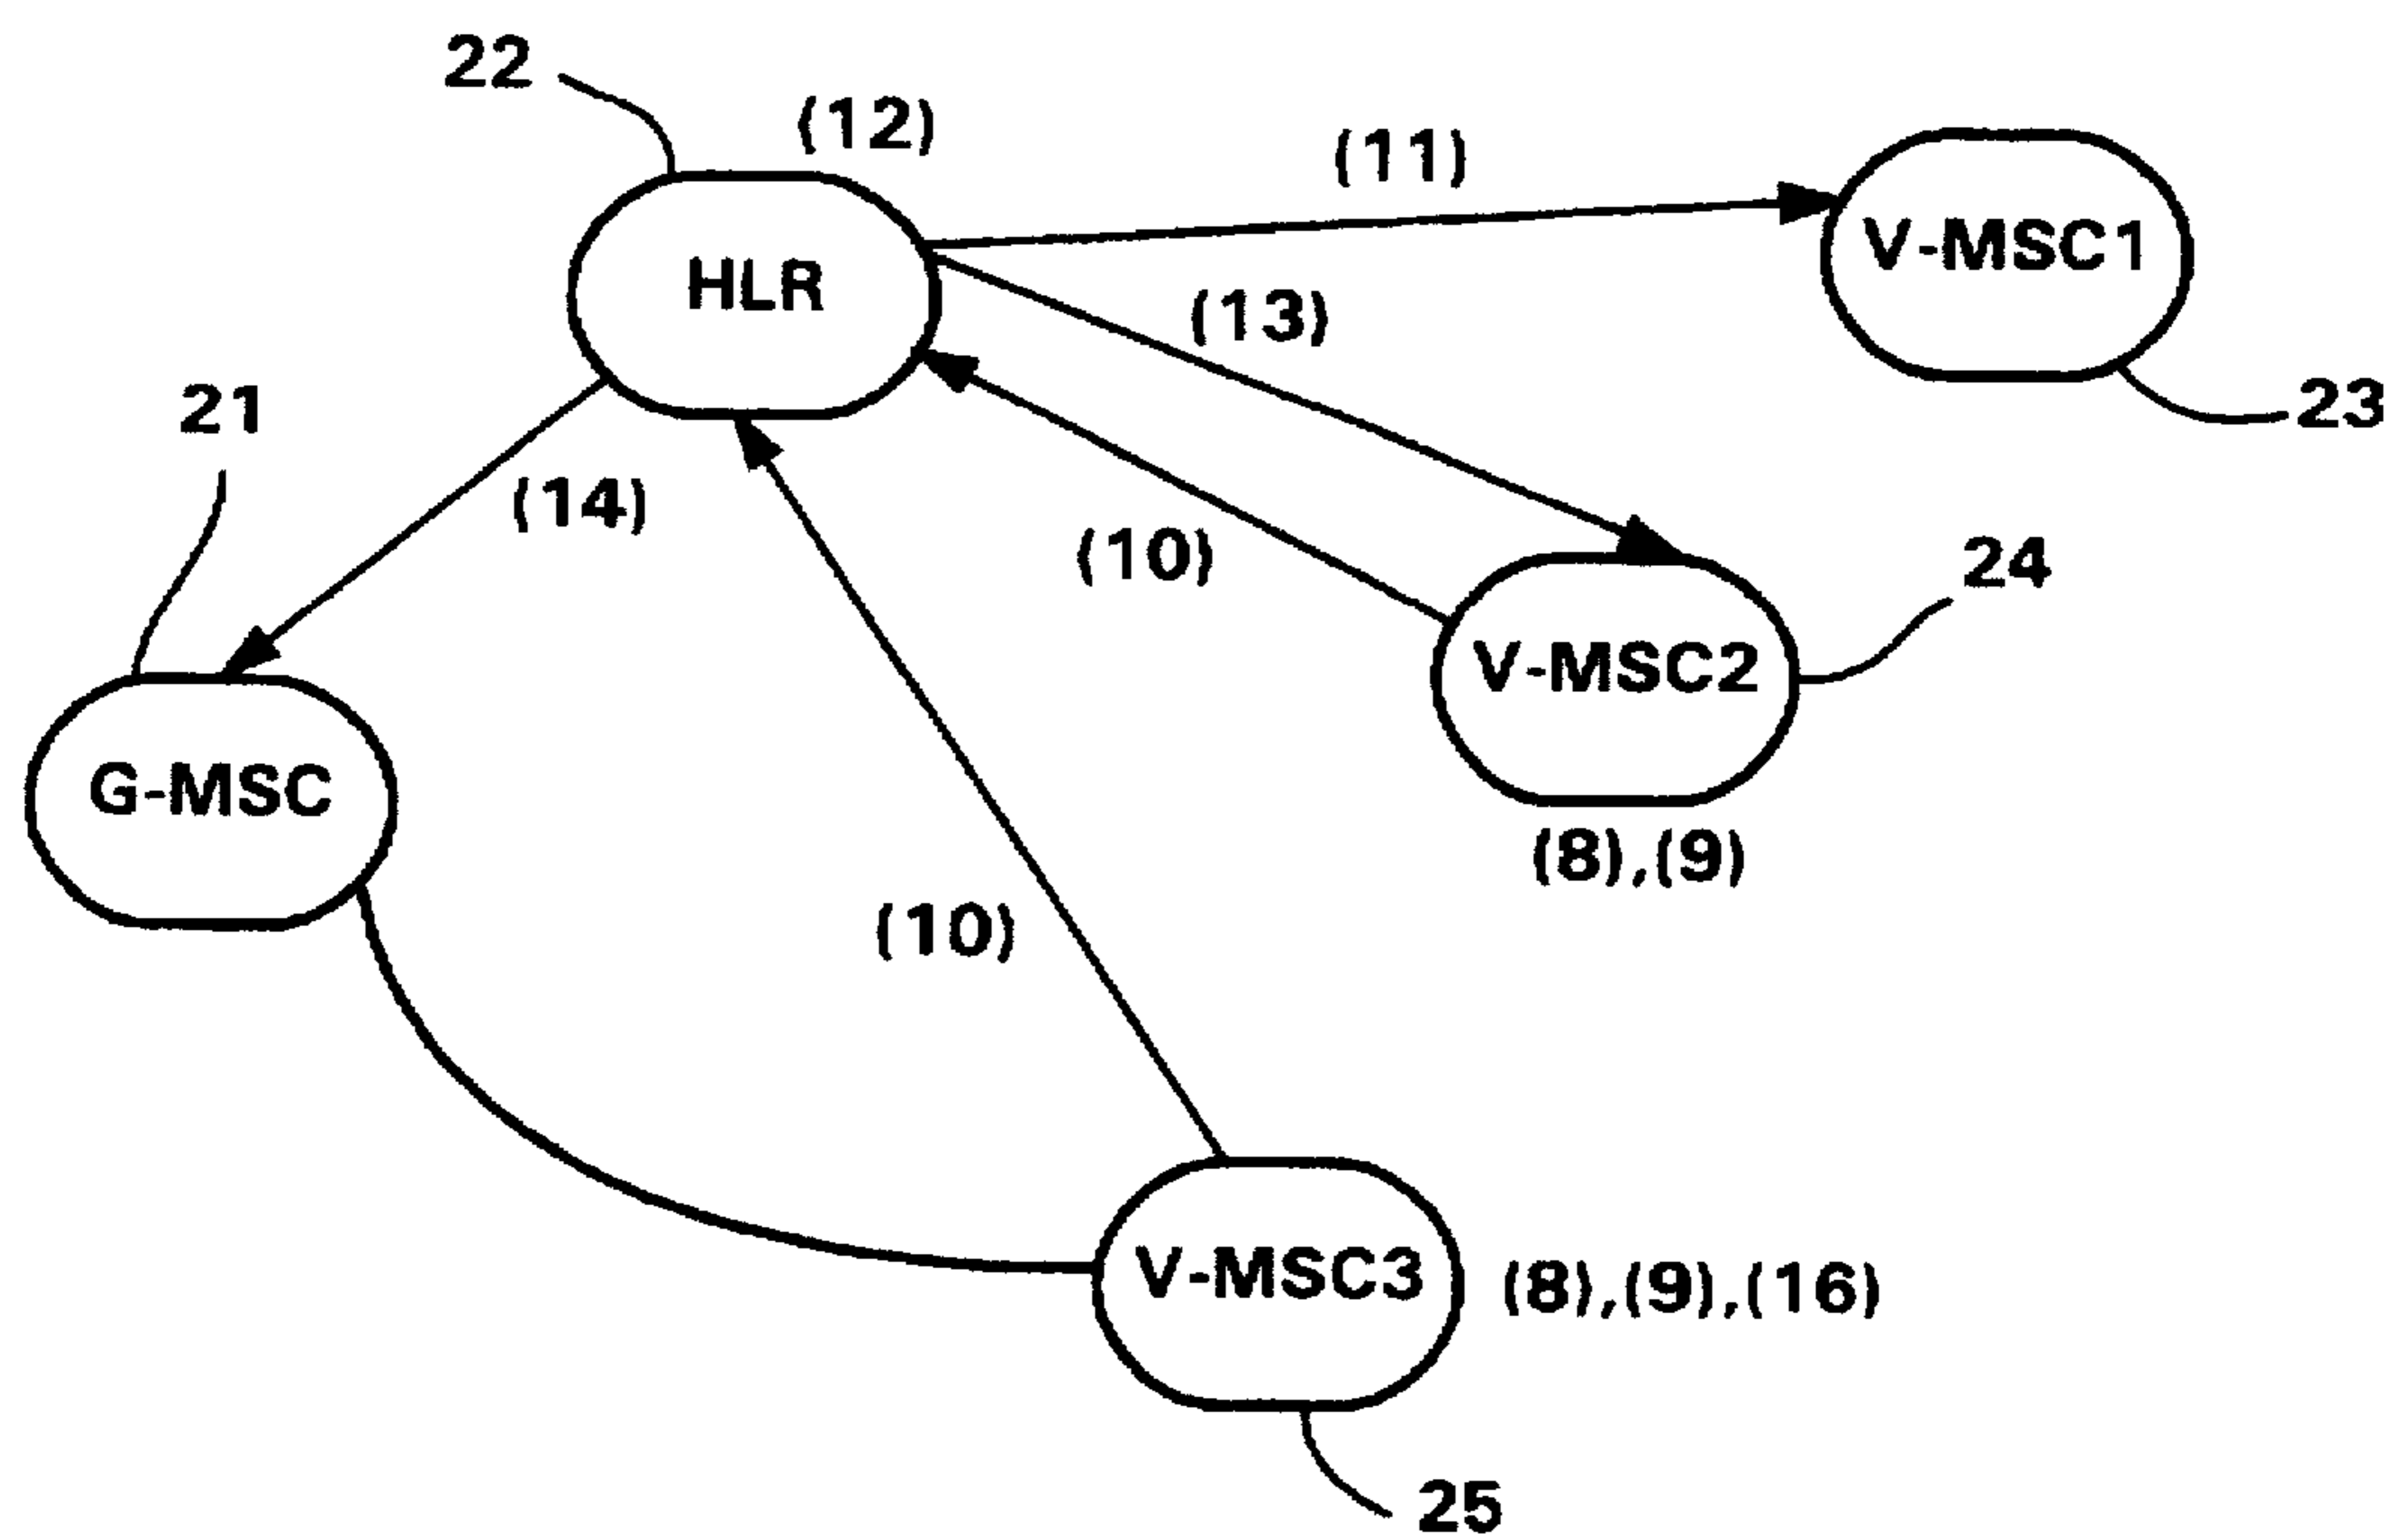 22
(12)
(11)
V-MSC1
HLR
(13)
23
21
(14)
(10)
24
V-MSC2
G-MSC
(8),(9)
(10)
V-MSC3
(8),(9),(16)
25